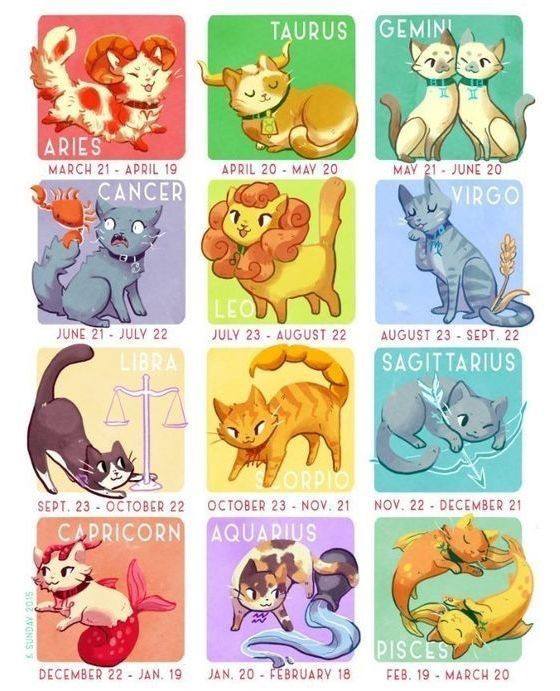 ARIES
MARCH 21 - APRIL 19
TAURUS
APRIL 20 - MAY 20
GEMINI
MAY 21 - JUNE 20
CANCER
JUNE 21 - JULY 22
LEO
JULY 23 - AUGUST 22
VIRGO
AUGUST 23 - SEPT. 22
LIBRA
SEPT. 23 - OCTOBER 22
SCORPIO
OCTOBER 23 - NOV. 21
SAGITTARIUS
NOV. 22 - DECEMBER 21
CAPRICORN
DECEMBER 22 - JAN. 19
AQUARIUS
JAN. 20 - FEBRUARY 18
PISCES
FEB. 19 - MARCH 20
K SUNDAY 2015